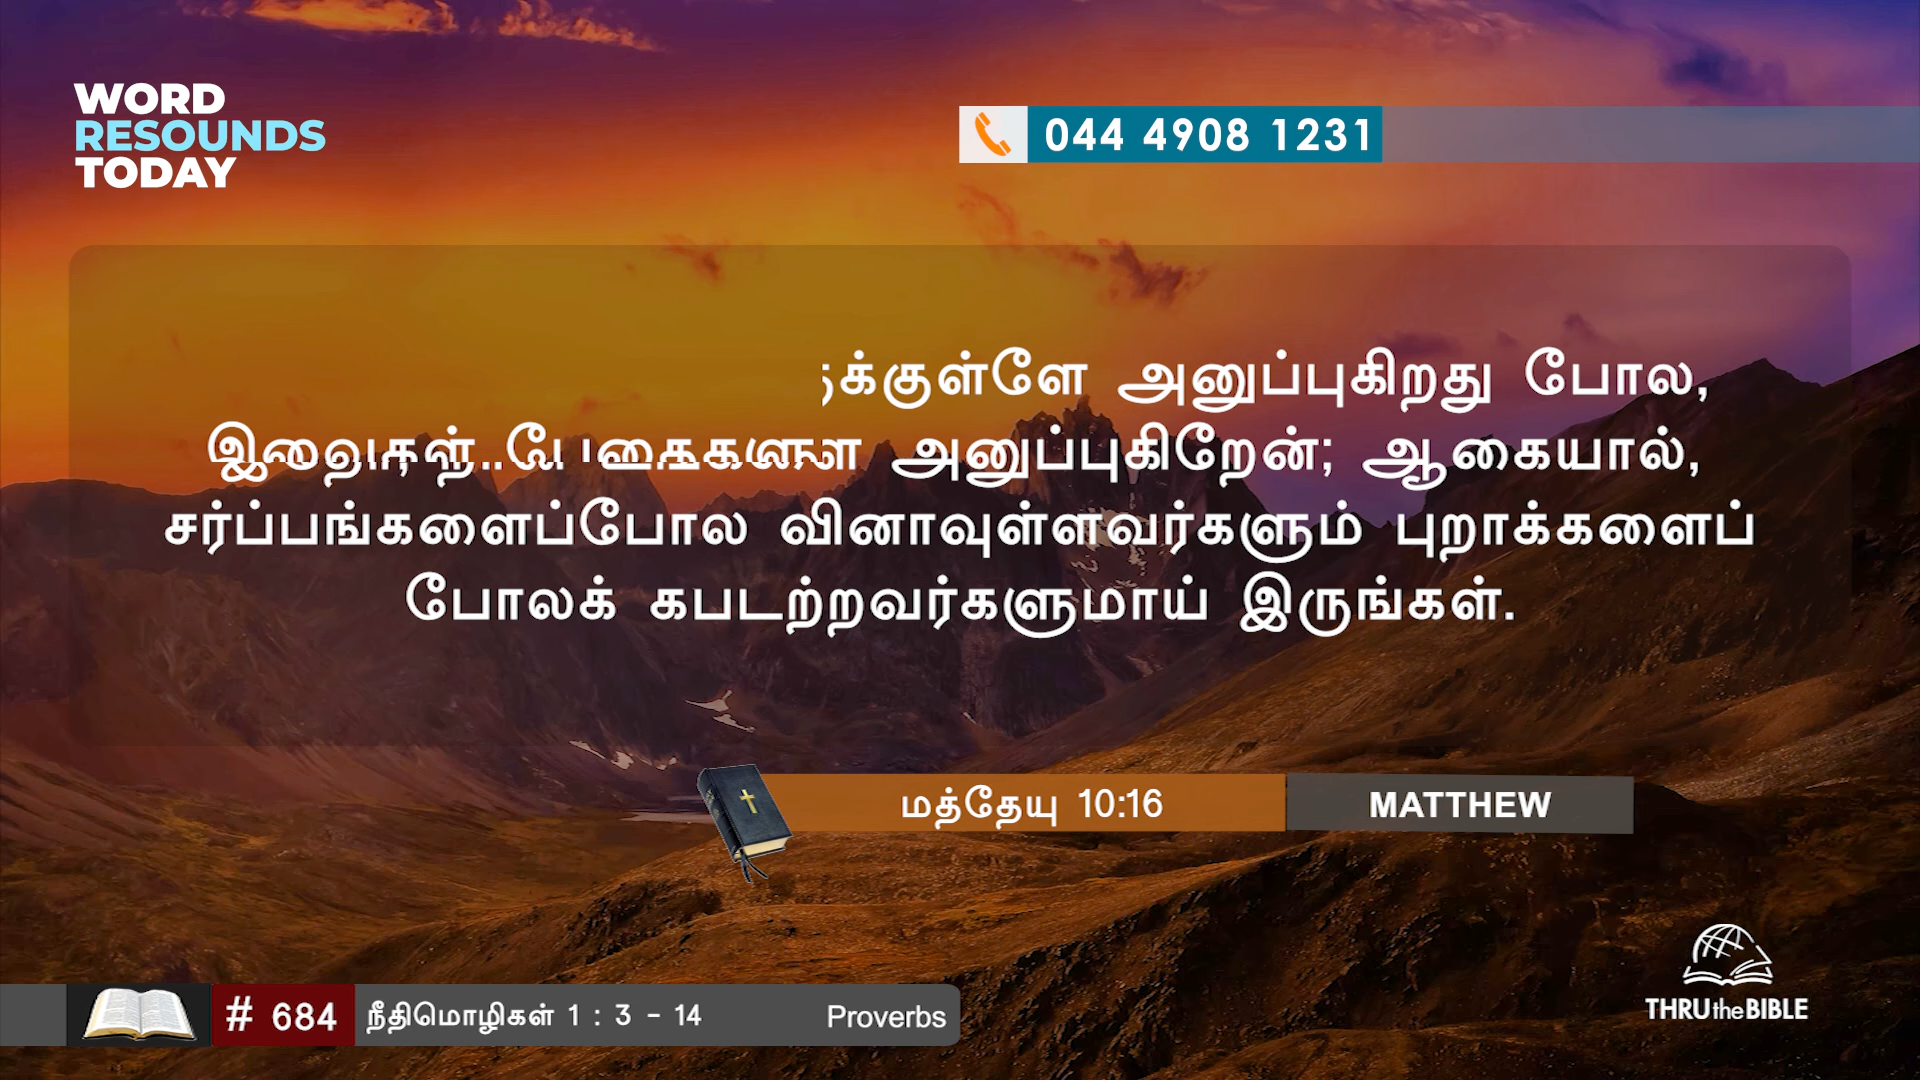 WORD
RESOUNDS
TODAY
044 4908 1231
அனுப்புகிறது போல,
அனுப்புகிறேன்; ஆகையால்,
சர்ப்பங்களைப்போல வினாவுள்ளவர்களும் புறாக்களைப்
போலக் கபடற்றவர்களுமாய் இருங்கள்.
மத்தேயு 10:16 MATTHEW
# 684 நீதிமொழிகள் 1 : 3 - 14 Proverbs
THRU the BIBLE